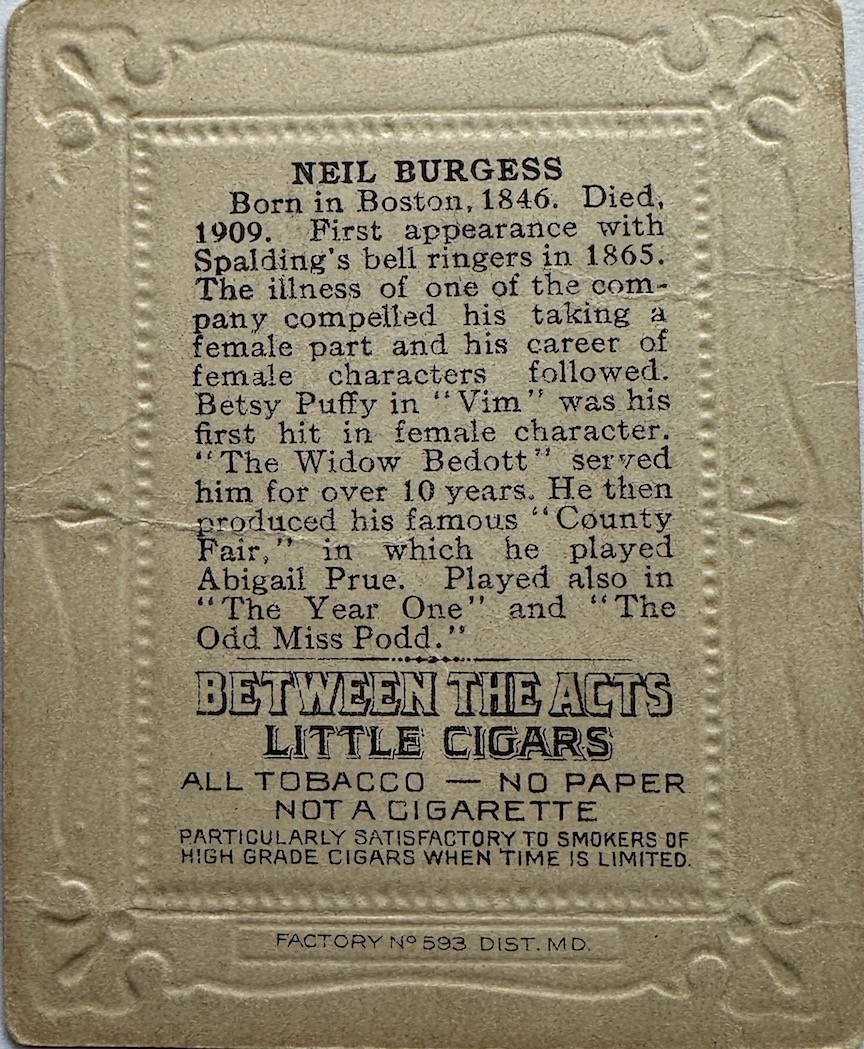 NEIL BURGESS
Born in Boston, 1846. Died,
1909. First appearance with
Spalding's bell ringers in 1865.
The illness of one of the com-
pany compelled his taking a
female part and his career of
female characters followed.
Betsy Puffy in "Vim" was his
first hit in female character.
"The Widow Bedott" served
him for over 10 years. He then
produced his famous "County
Fair," in which he played
Abigail Prue. Played also in
"The Year One" and "The
Odd Miss Podd."
BETWEEN THE ACTS
LITTLE CIGARS
ALL TOBACCO — NO PAPER
NOT A CIGARETTE
PARTICULARLY SATISFACTORY TO SMOKERS OF
HIGH GRADE CIGARS WHEN TIME IS LIMITED.
FACTORY Nº 593 DIST. MD.